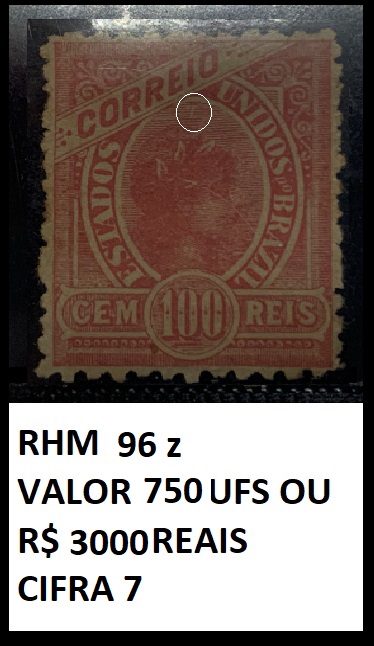 CORREIO
ESTADOS UNIDOS DO BRAZIL
CEM 100 REIS
RHM 96 z
VALOR 750 UFS OU
R$ 3000 REAIS
CIFRA 7